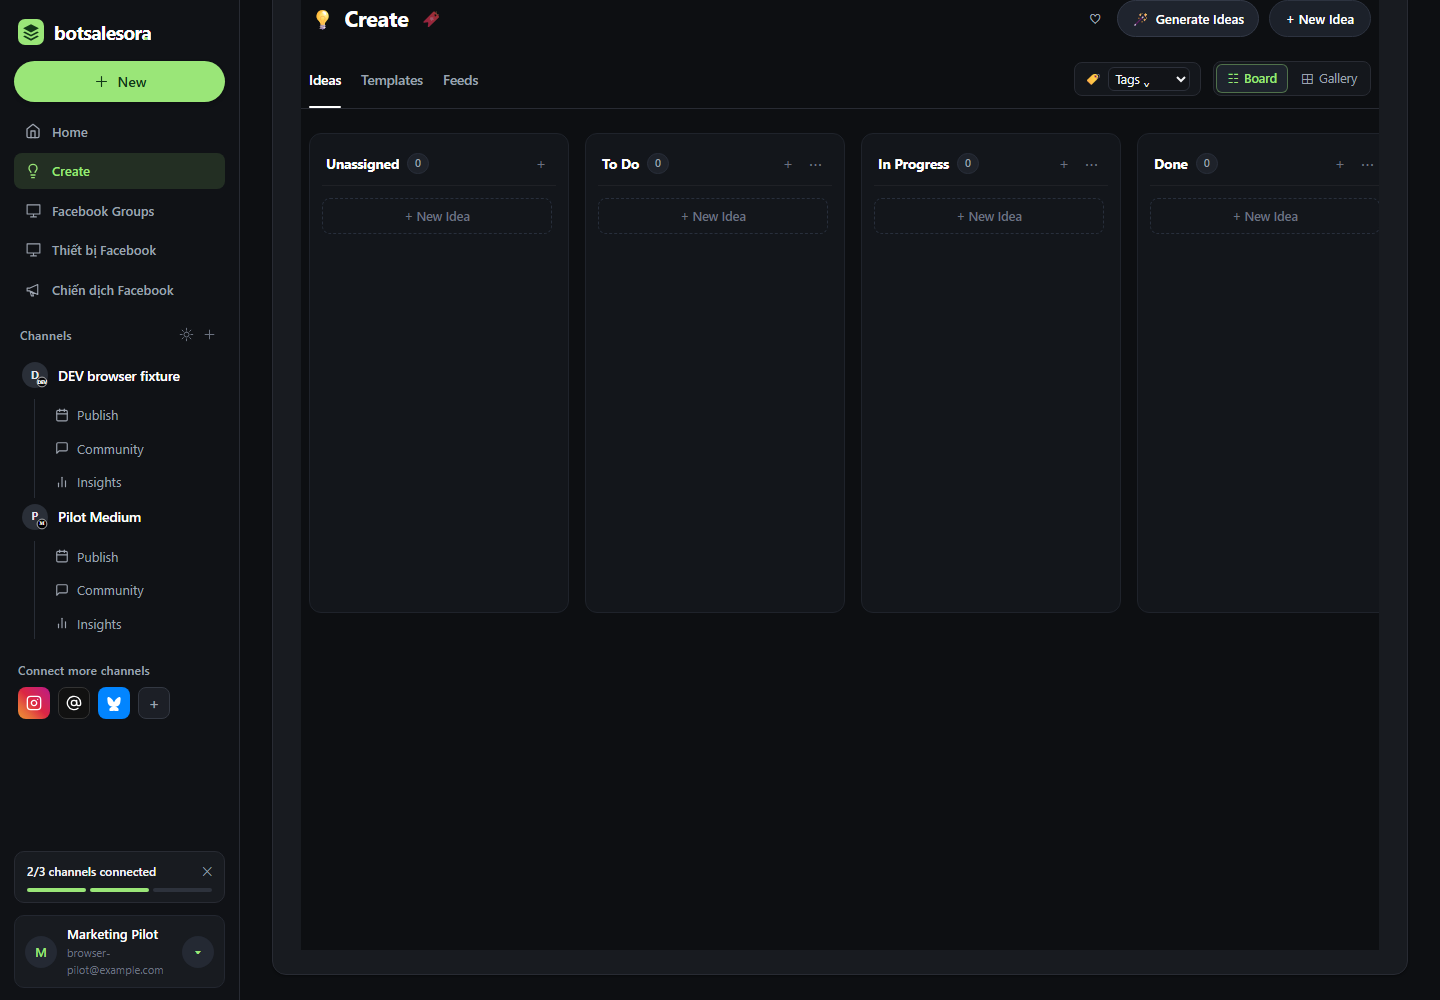 botsalesora
+ New
Home
Create
Facebook Groups
Thiết bị Facebook
Chiến dịch Facebook
Channels
D
DEV
DEV browser fixture
Publish
Community
Insights
P
M
Pilot Medium
Publish
Community
Insights
Connect more channels
+
2/3 channels connected
M
Marketing Pilot
browser-
pilot@example.com
Create
Generate Ideas
+ New Idea
Ideas
Templates
Feeds
Tags
Board
Gallery
Unassigned 0 +
+ New Idea
To Do 0 + ...
+ New Idea
In Progress 0 + ...
+ New Idea
Done 0 + ...
+ New Idea